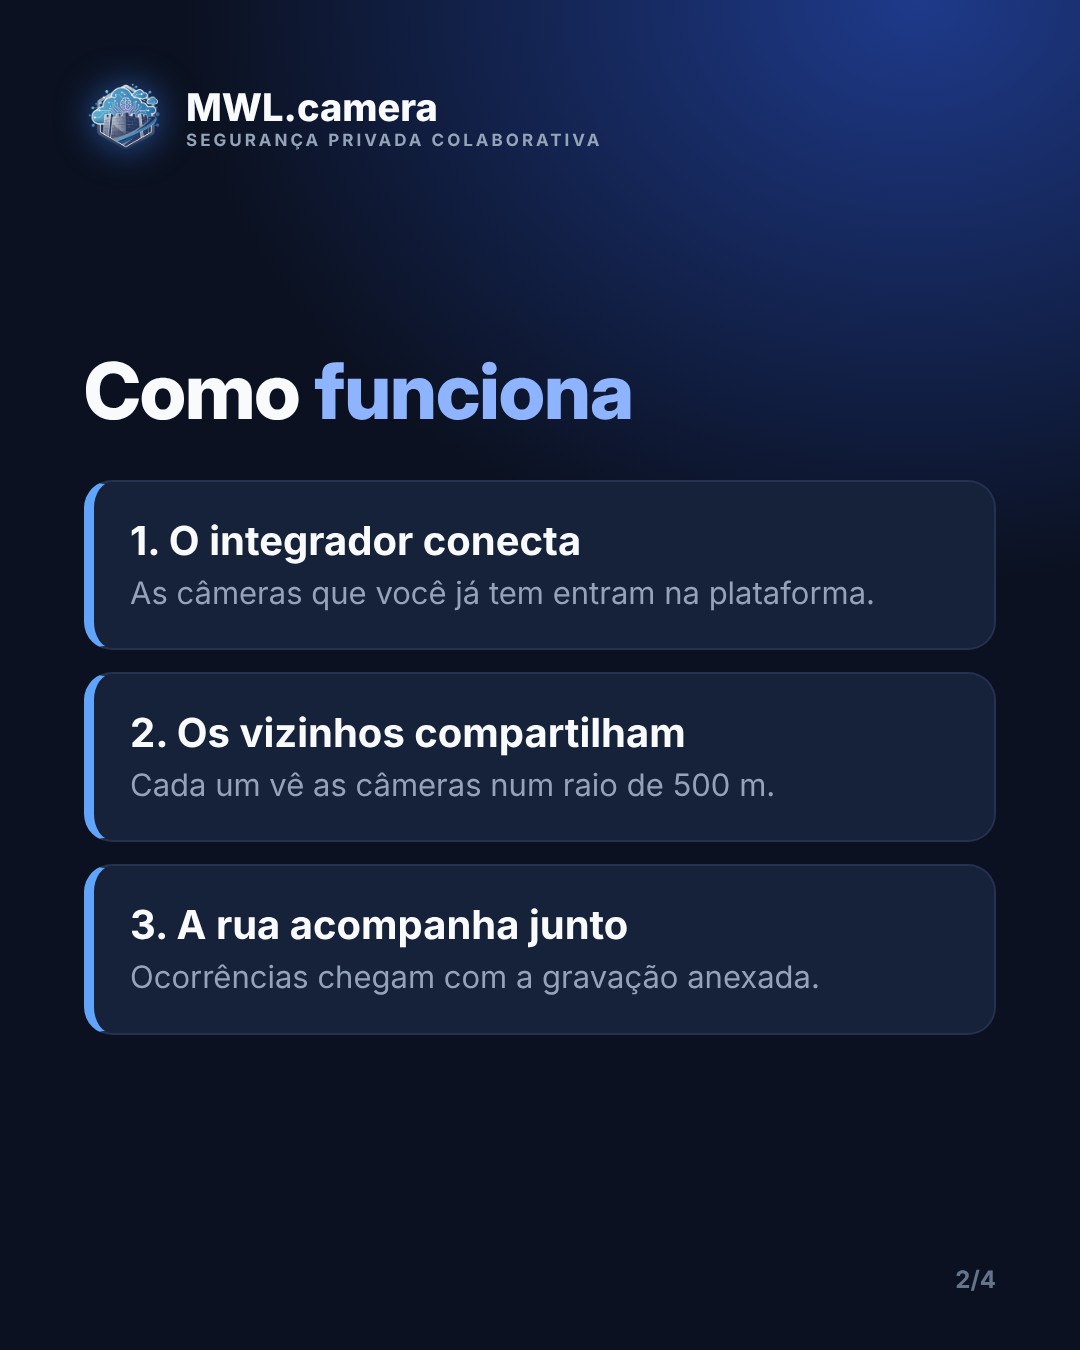 MWL.camera
SEGURANÇA PRIVADA COLABORATIVA
Como funciona
1. O integrador conecta
As câmeras que você já tem entram na plataforma.
2. Os vizinhos compartilham
Cada um vê as câmeras num raio de 500 m.
3. A rua acompanha junto
Ocorrências chegam com a gravação anexada.
2/4